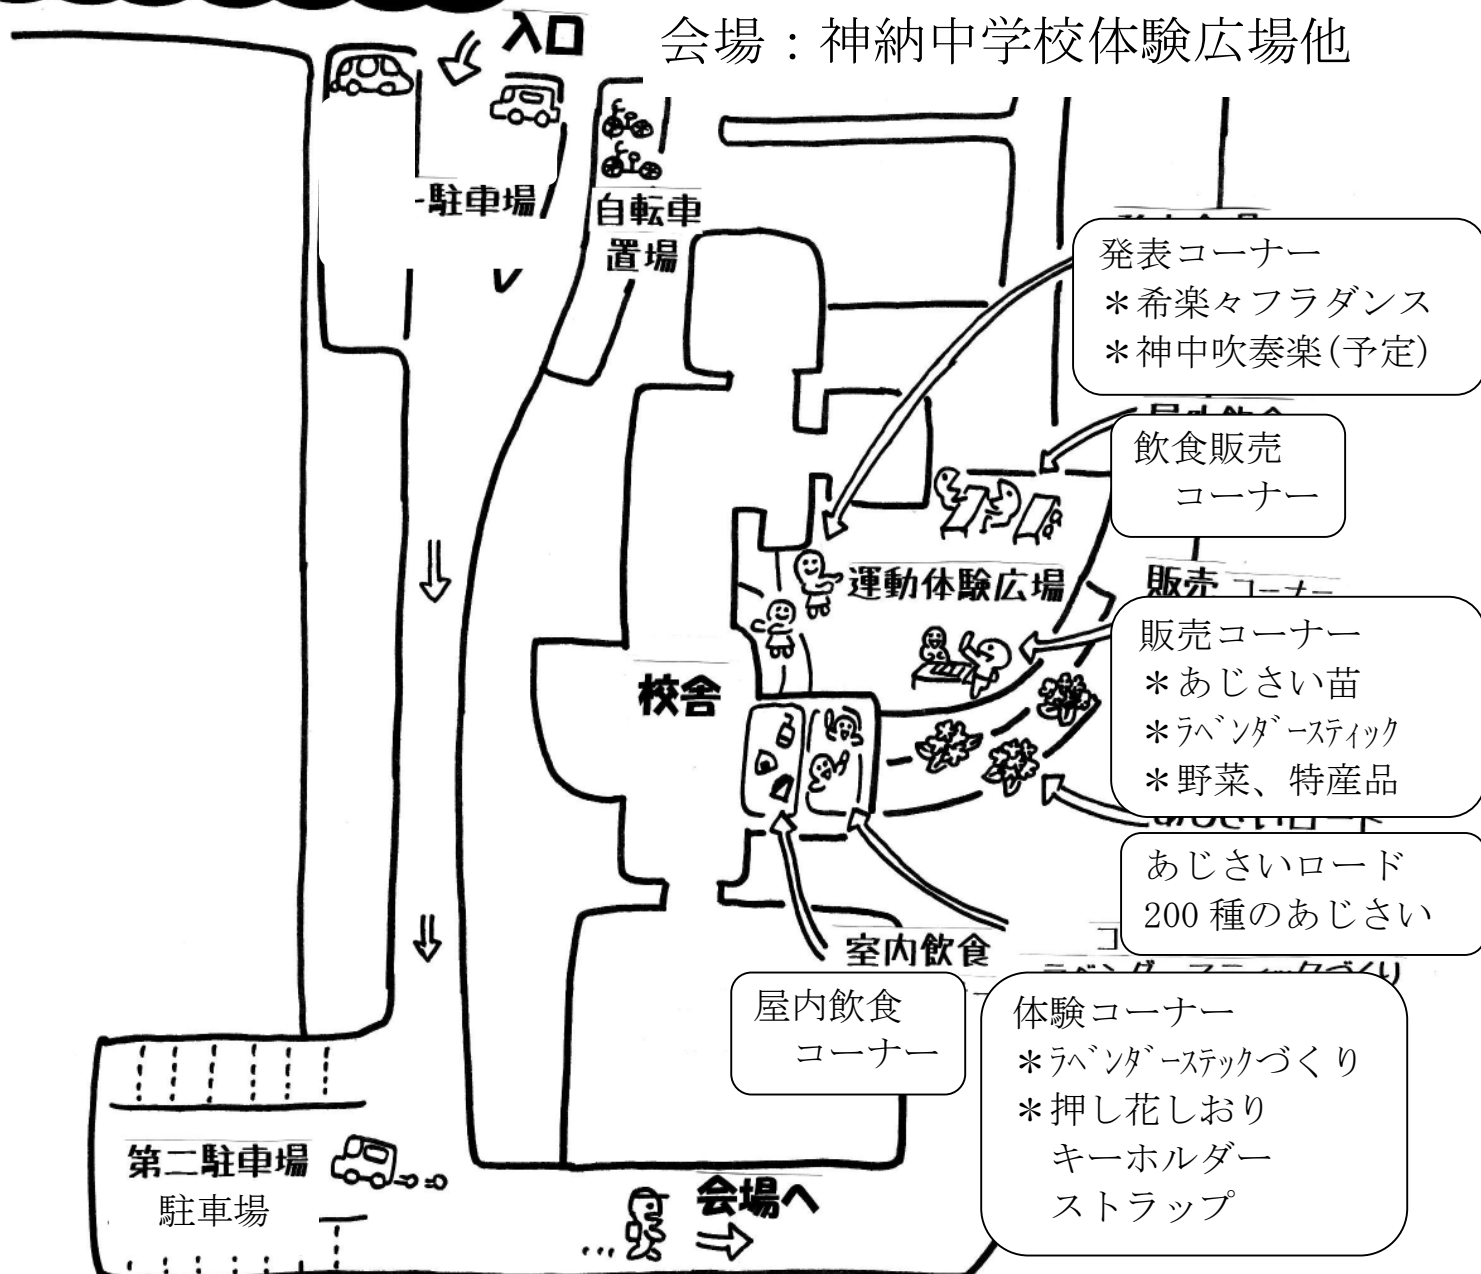 会場：神納中学校体験広場他
入口
駐車場
自転車
置場
発表コーナー
＊希楽々フラダンス
＊神中吹奏楽(予定)
飲食販売
コーナー
運動体験広場
販売コーナー
販売コーナー
＊あじさい苗
＊ラベンダースティック
＊野菜、特産品
校舎
あじさいロード
200種のあじさい
室内飲食
屋内飲食
コーナー
体験コーナー
＊ラベンダーステックづくり
＊押し花しおり
キーホルダー
ストラップ
第二駐車場
駐車場
会場へ